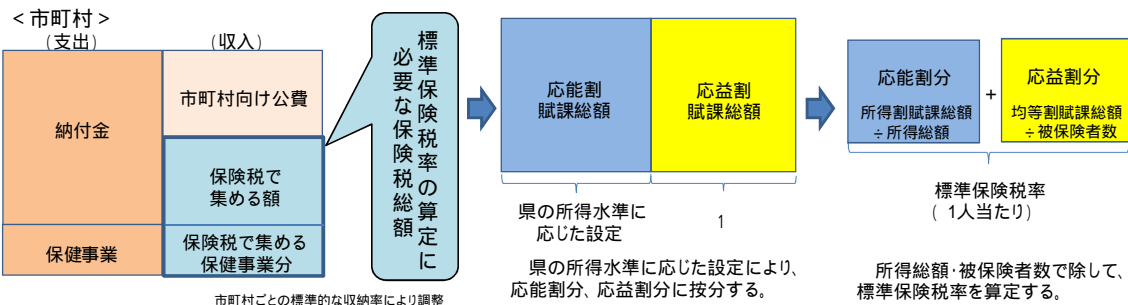 ＜市町村＞
(支出)
(収入)
納付金
保健事業
市町村向け公費
保険税で
集める額
保険税で集める
保健事業分
市町村ごとの標準的な収納率により調整
標準保険税率の算定に
必要な保険税総額
応能割
賦課総額
応益割
賦課総額
県の所得水準に
応じた設定
1
県の所得水準に応じた設定により、
応能割分、応益割分に按分する。
応能割分
所得割賦課総額
÷所得総額
+
応益割分
均等割賦課総額
÷被保険者数
標準保険税率
( 1人当たり)
所得総額・被保険者数で除して、
標準保険税率を算定する。